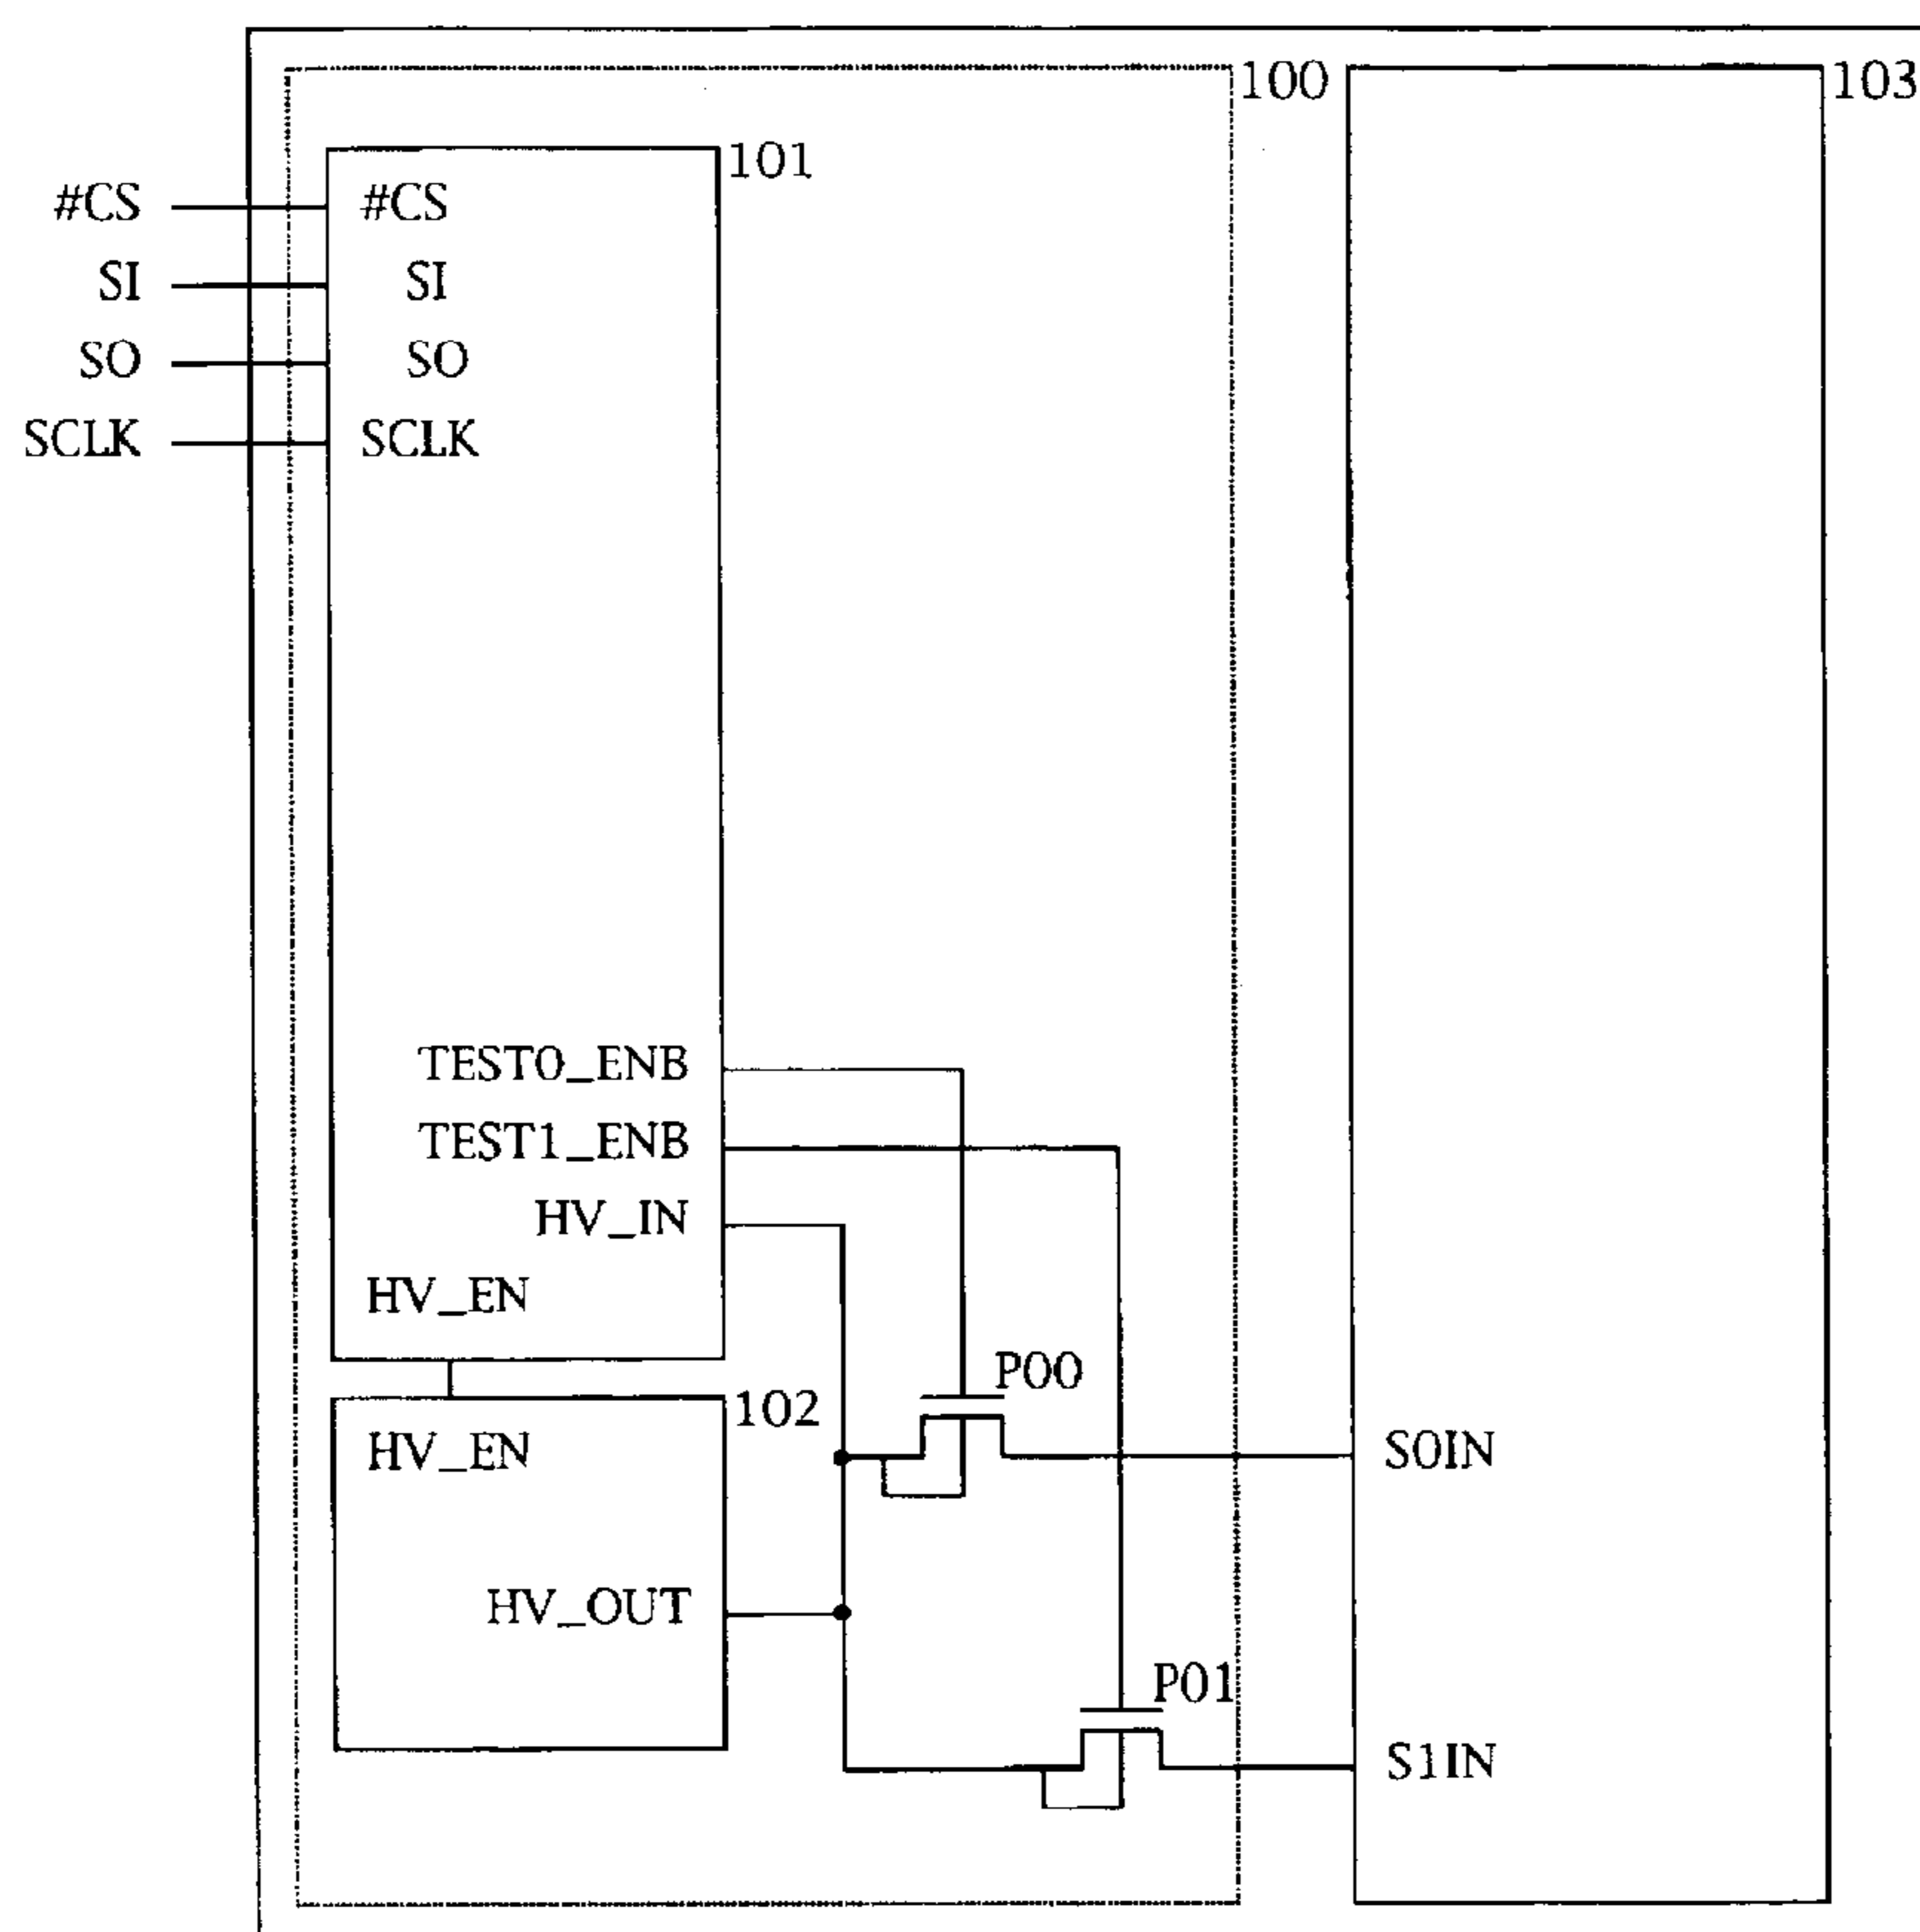 100
103
101
#CS #CS
SI SI
SO SO
SCLK SCLK
TEST0_ENB
TEST1_ENB
HV_IN
HV_EN
P00
102
HV_EN
S0IN
HV_OUT
P01
S1IN